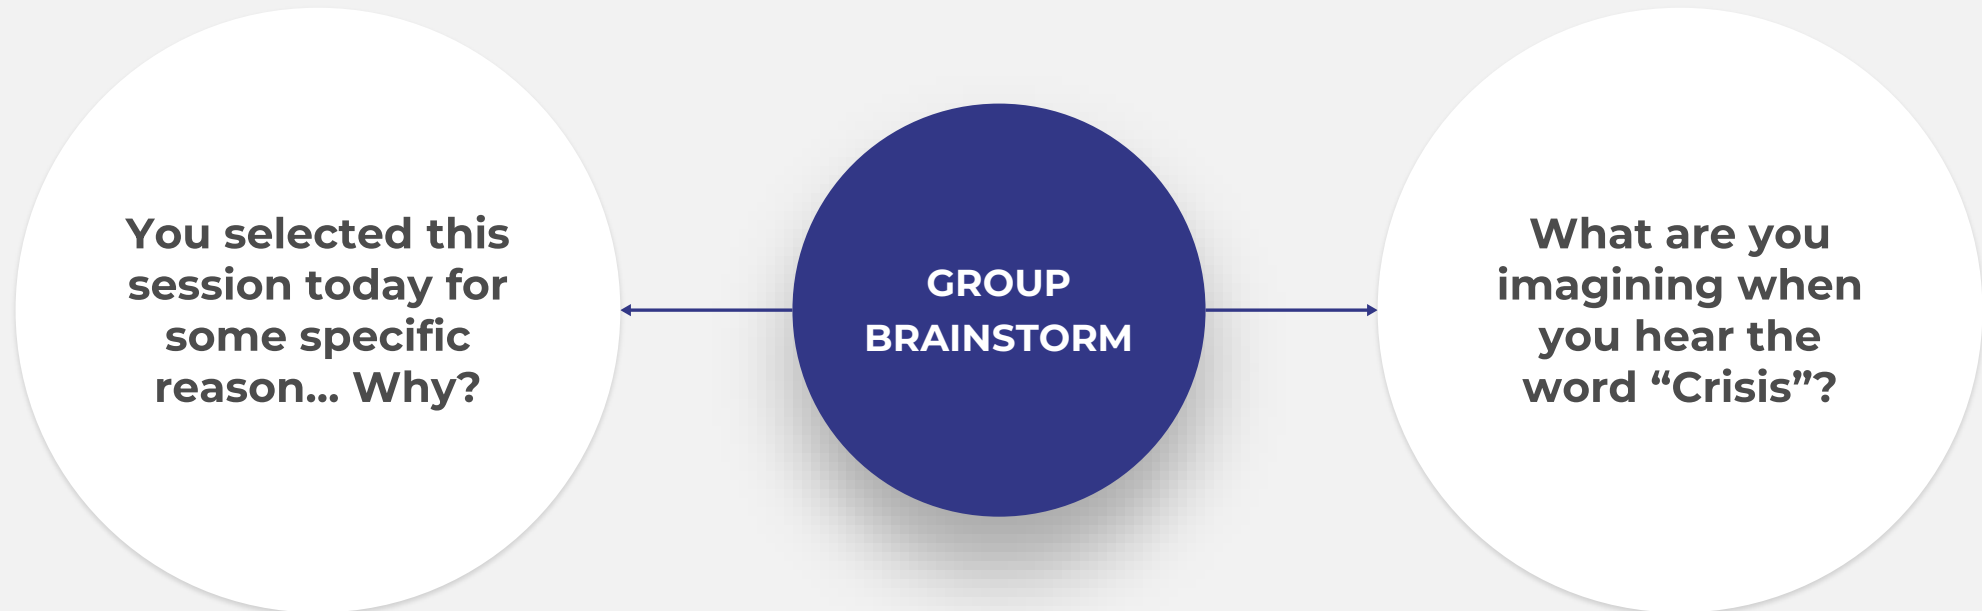 You selected this
session today for
some specific
reason... Why?
GROUP
BRAINSTORM
What are you
imagining when
you hear the
word “Crisis”?